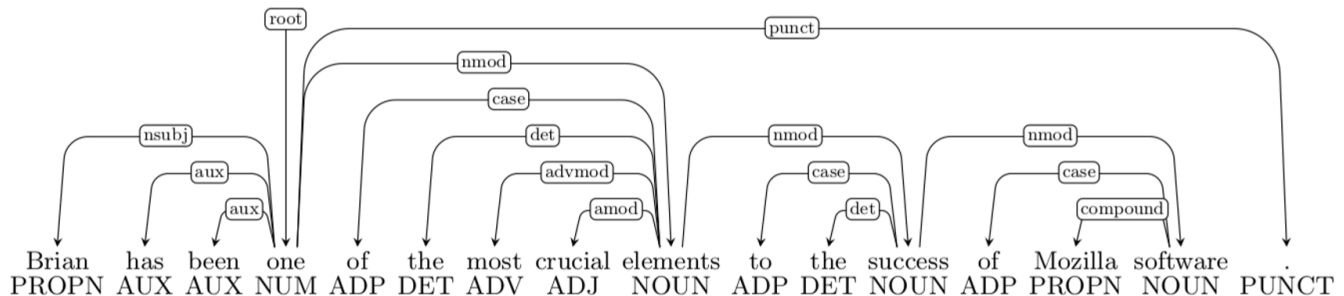 root
punct
nmod
case
nsubj det nmod nmod
aux advmod case case
aux amod det compound
Brian has been one of the most crucial elements to the success of Mozilla software .
PROPN AUX AUX NUM ADP DET ADV ADJ NOUN ADP DET NOUN ADP PROPN NOUN PUNCT